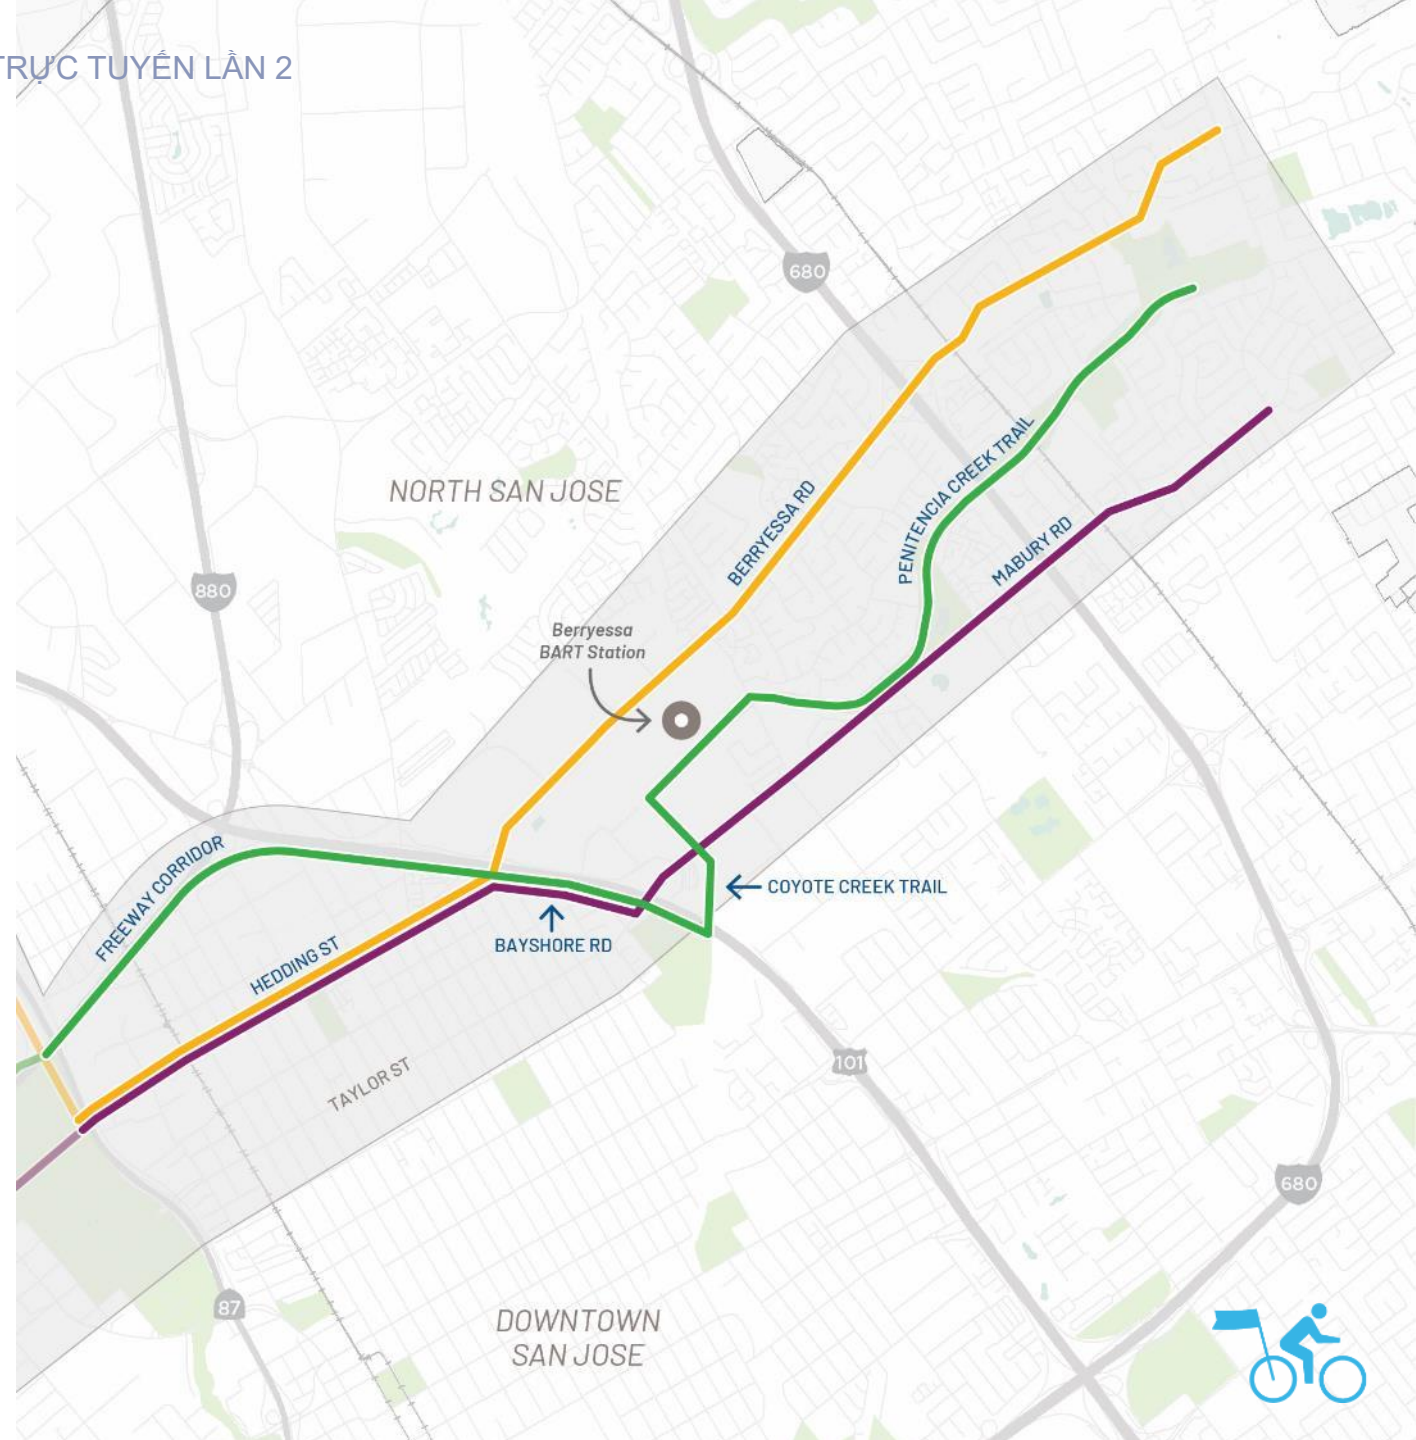 TRỰC TUYẾN LẦN 2
680
NORTH SAN JOSE
BERRYESSA RD
PENITENCIA CREEK TRAIL
MABURY RD
880
Berryessa
BART Station
FREEWAY CORRIDOR
COYOTE CREEK TRAIL
BAYSHORE RD
HEDDING ST
TAYLOR ST
101
680
87
DOWNTOWN
SAN JOSE